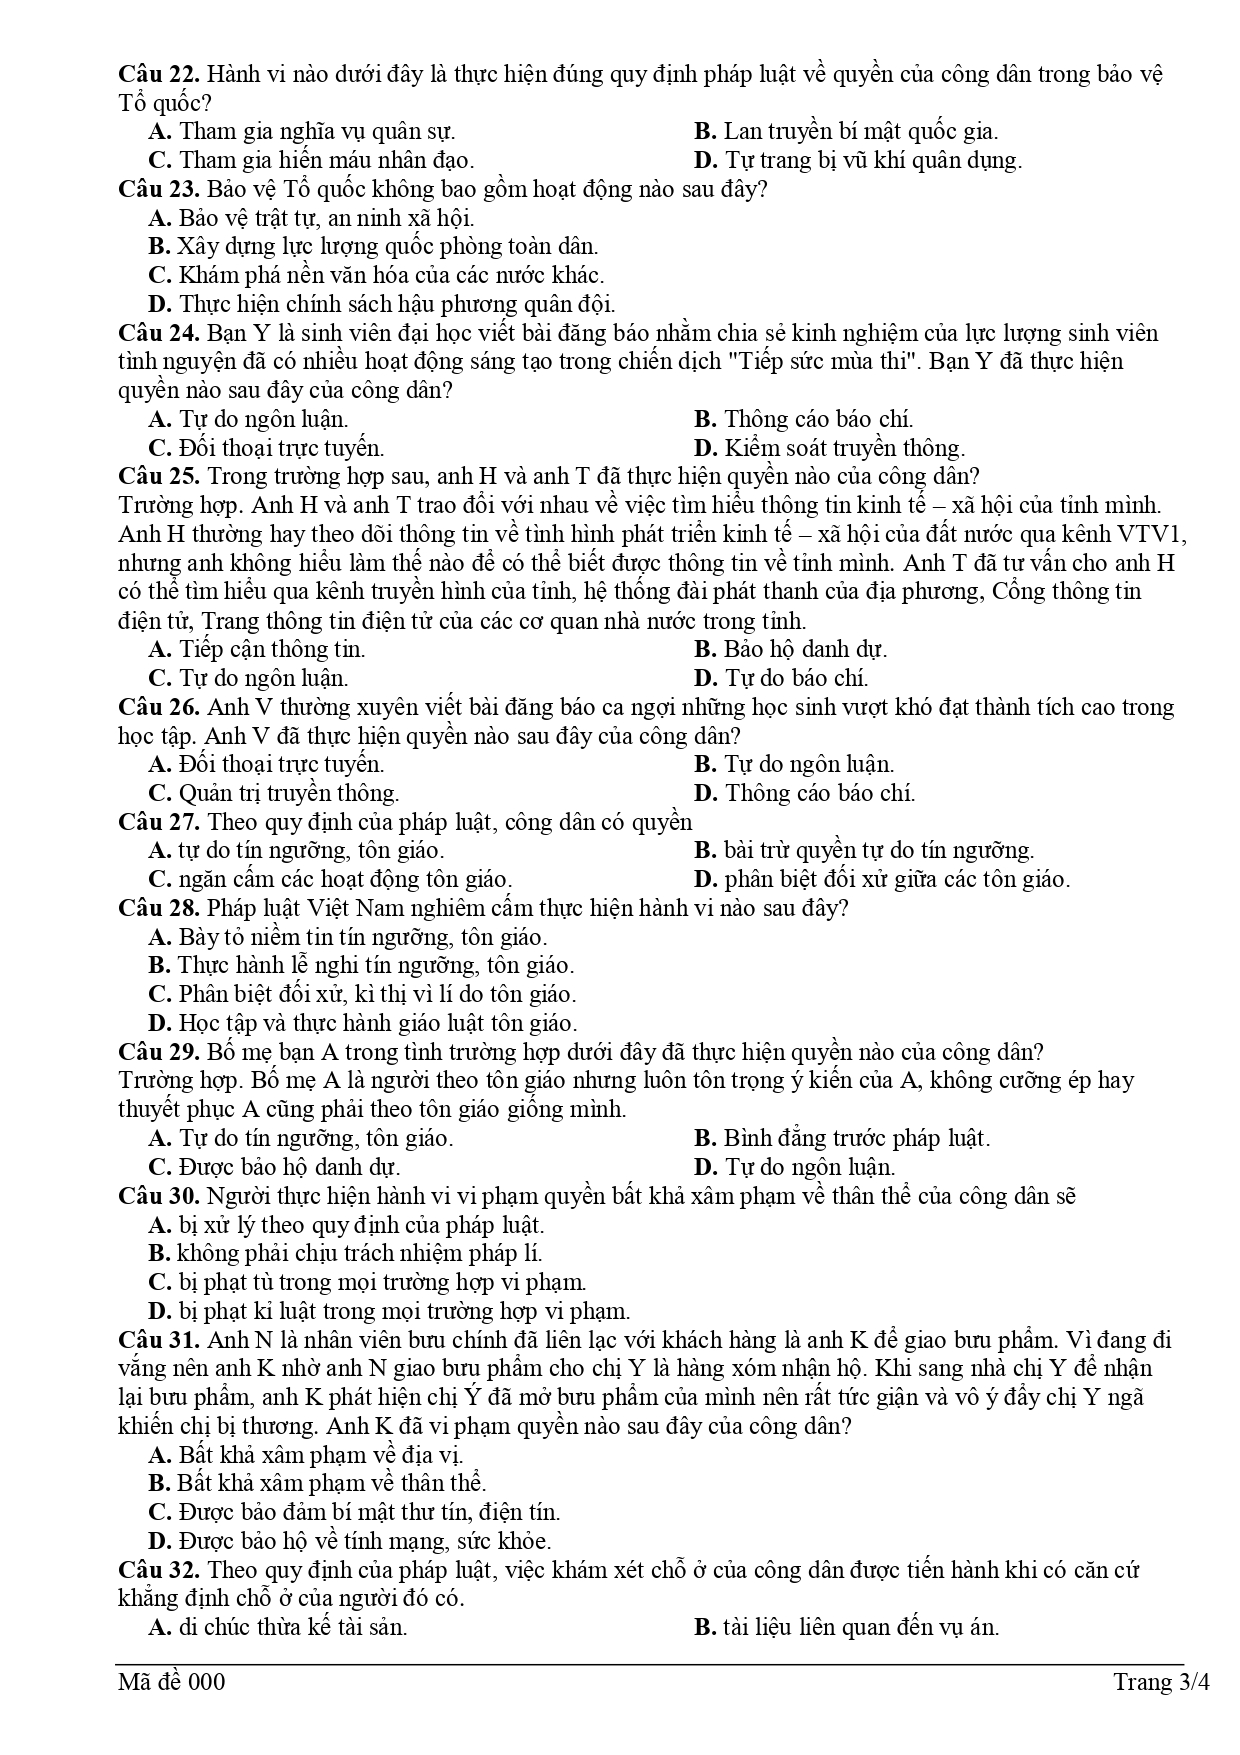 Câu 22. Hành vi nào dưới đây là thực hiện đúng quy định pháp luật về quyền của công dân trong bảo vệ
Tổ quốc?
A. Tham gia nghĩa vụ quân sự. B. Lan truyền bí mật quốc gia.
C. Tham gia hiến máu nhân đạo. D. Tự trang bị vũ khí quân dụng.
Câu 23. Bảo vệ Tổ quốc không bao gồm hoạt động nào sau đây?
A. Bảo vệ trật tự, an ninh xã hội.
B. Xây dựng lực lượng quốc phòng toàn dân.
C. Khám phá nền văn hóa của các nước khác.
D. Thực hiện chính sách hậu phương quân đội.
Câu 24. Bạn Y là sinh viên đại học viết bài đăng báo nhằm chia sẻ kinh nghiệm của lực lượng sinh viên
tình nguyện đã có nhiều hoạt động sáng tạo trong chiến dịch "Tiếp sức mùa thi". Bạn Y đã thực hiện
quyền nào sau đây của công dân?
A. Tự do ngôn luận. B. Thông cáo báo chí.
C. Đối thoại trực tuyến. D. Kiểm soát truyền thông.
Câu 25. Trong trường hợp sau, anh H và anh T đã thực hiện quyền nào của công dân?
Trường hợp. Anh H và anh T trao đổi với nhau về việc tìm hiểu thông tin kinh tế – xã hội của tỉnh mình.
Anh H thường hay theo dõi thông tin về tình hình phát triển kinh tế – xã hội của đất nước qua kênh VTV1,
nhưng anh không hiểu làm thế nào để có thể biết được thông tin về tỉnh mình. Anh T đã tư vấn cho anh H
có thể tìm hiểu qua kênh truyền hình của tỉnh, hệ thống đài phát thanh của địa phương, Cổng thông tin
điện tử, Trang thông tin điện tử của các cơ quan nhà nước trong tỉnh.
A. Tiếp cận thông tin. B. Bảo hộ danh dự.
C. Tự do ngôn luận. D. Tự do báo chí.
Câu 26. Anh V thường xuyên viết bài đăng báo ca ngợi những học sinh vượt khó đạt thành tích cao trong
học tập. Anh V đã thực hiện quyền nào sau đây của công dân?
A. Đối thoại trực tuyến. B. Tự do ngôn luận.
C. Quản trị truyền thông. D. Thông cáo báo chí.
Câu 27. Theo quy định của pháp luật, công dân có quyền
A. tự do tín ngưỡng, tôn giáo. B. bài trừ quyền tự do tín ngưỡng.
C. ngăn cấm các hoạt động tôn giáo. D. phân biệt đối xử giữa các tôn giáo.
Câu 28. Pháp luật Việt Nam nghiêm cấm thực hiện hành vi nào sau đây?
A. Bày tỏ niềm tin tín ngưỡng, tôn giáo.
B. Thực hành lễ nghi tín ngưỡng, tôn giáo.
C. Phân biệt đối xử, kì thị vì lí do tôn giáo.
D. Học tập và thực hành giáo luật tôn giáo.
Câu 29. Bố mẹ bạn A trong tình trường hợp dưới đây đã thực hiện quyền nào của công dân?
Trường hợp. Bố mẹ A là người theo tôn giáo nhưng luôn tôn trọng ý kiến của A, không cưỡng ép hay
thuyết phục A cũng phải theo tôn giáo giống mình.
A. Tự do tín ngưỡng, tôn giáo. B. Bình đẳng trước pháp luật.
C. Được bảo hộ danh dự. D. Tự do ngôn luận.
Câu 30. Người thực hiện hành vi vi phạm quyền bất khả xâm phạm về thân thể của công dân sẽ
A. bị xử lý theo quy định của pháp luật.
B. không phải chịu trách nhiệm pháp lí.
C. bị phạt tù trong mọi trường hợp vi phạm.
D. bị phạt kỉ luật trong mọi trường hợp vi phạm.
Câu 31. Anh N là nhân viên bưu chính đã liên lạc với khách hàng là anh K để giao bưu phẩm. Vì đang đi
vắng nên anh K nhờ anh N giao bưu phẩm cho chị Y là hàng xóm nhận hộ. Khi sang nhà chị Y để nhận
lại bưu phẩm, anh K phát hiện chị Ý đã mở bưu phẩm của mình nên rất tức giận và vô ý đẩy chị Y ngã
khiến chị bị thương. Anh K đã vi phạm quyền nào sau đây của công dân?
A. Bất khả xâm phạm về địa vị.
B. Bất khả xâm phạm về thân thể.
C. Được bảo đảm bí mật thư tín, điện tín.
D. Được bảo hộ về tính mạng, sức khỏe.
Câu 32. Theo quy định của pháp luật, việc khám xét chỗ ở của công dân được tiến hành khi có căn cứ
khẳng định chỗ ở của người đó có.
A. di chúc thừa kế tài sản. B. tài liệu liên quan đến vụ án.
Mã đề 000 Trang 3/4